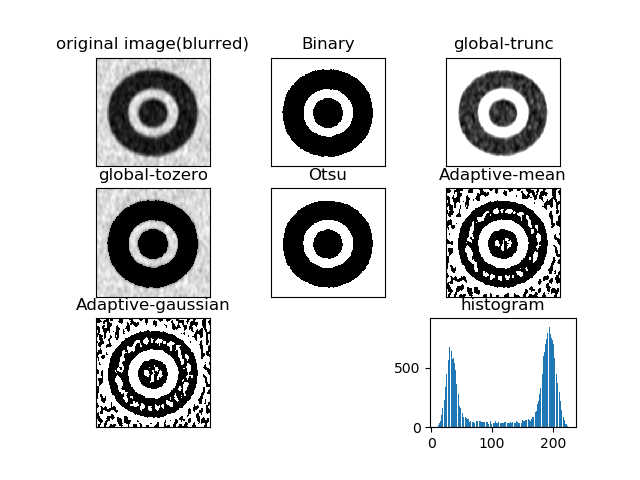 original image(blurred)
Binary
global-trunc
global-tozero
Otsu
Adaptive-mean
Adaptive-gaussian
histogram
500
0
0
100
200